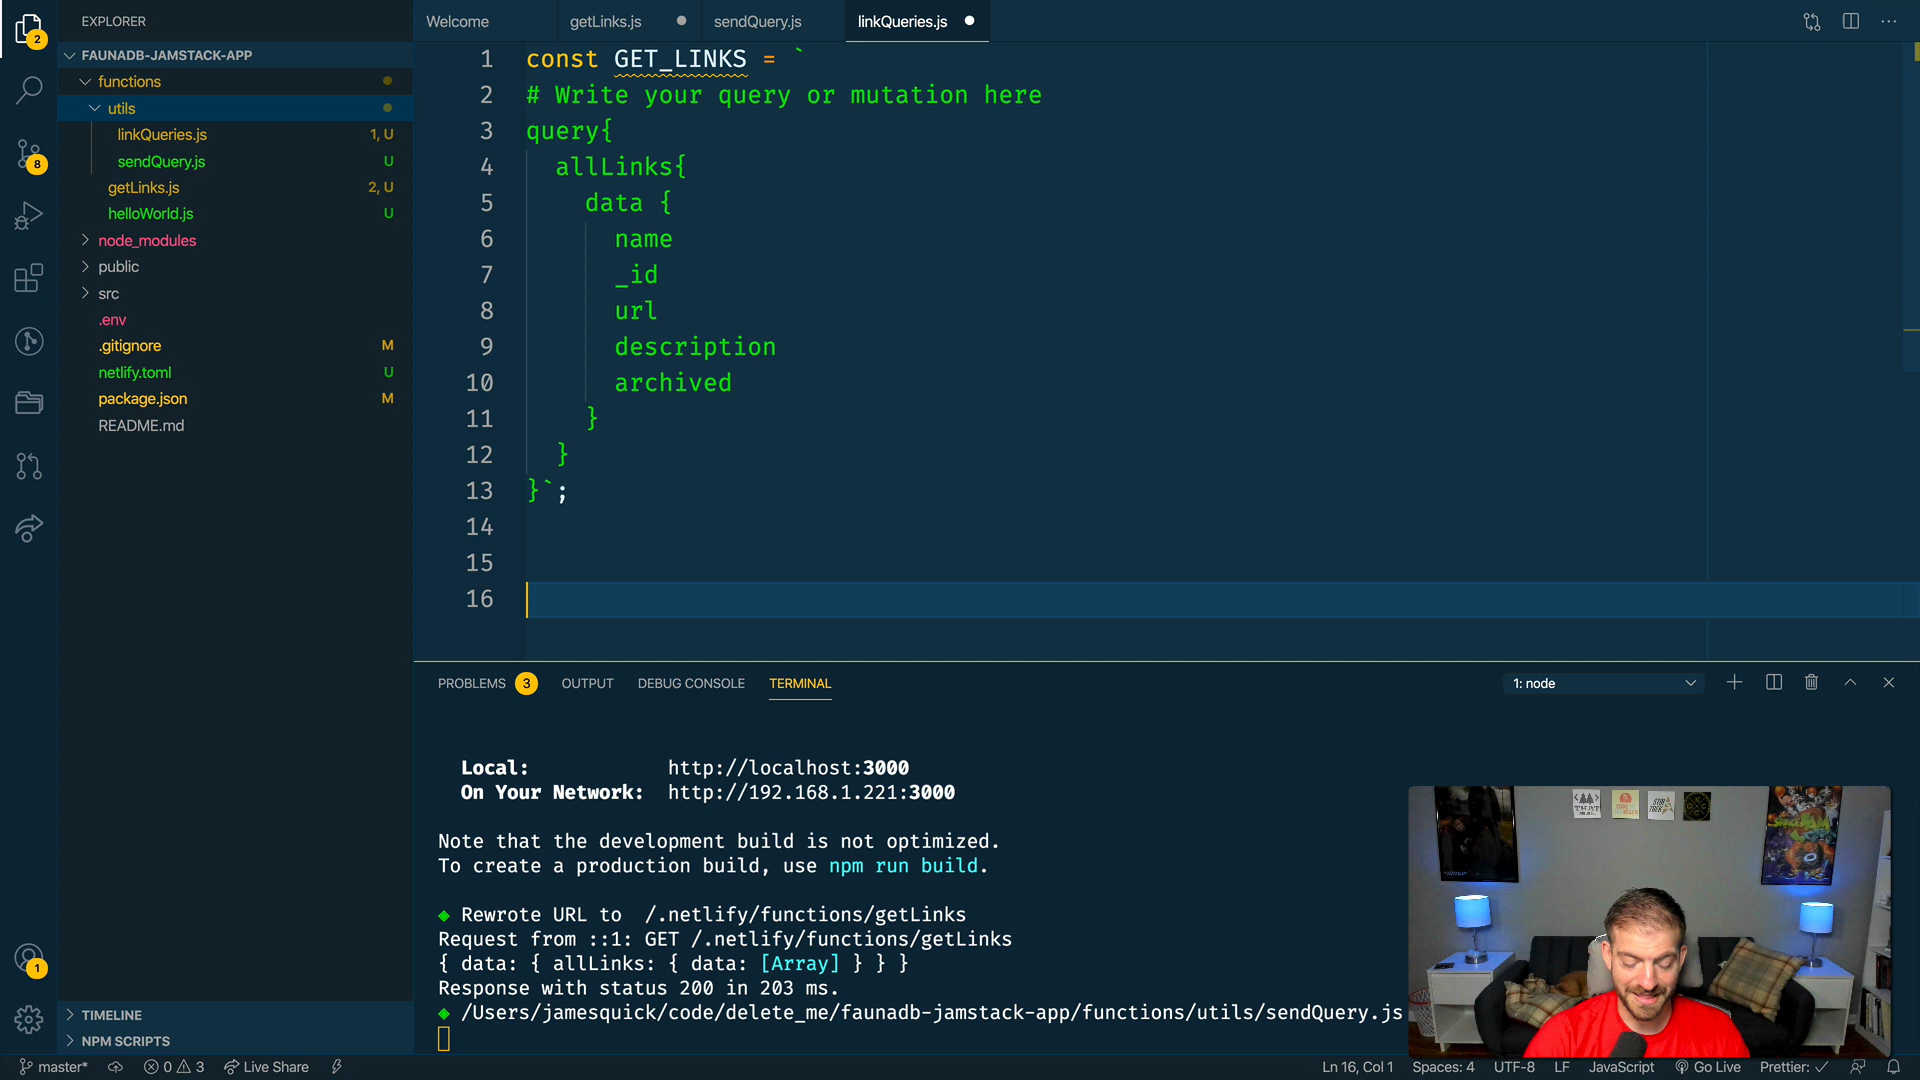 EXPLORER
FAUNADB-JAMSTACK-APP
functions
utils
linkQueries.js 1, U
sendQuery.js U
getLinks.js 2, U
helloWorld.js U
node_modules
public
src
.env
.gitignore M
netlify.toml U
package.json M
README.md
TIMELINE
NPM SCRIPTS
2
8
1
Welcome getLinks.js sendQuery.js linkQueries.js
1 const GET_LINKS = `
2 # Write your query or mutation here
3 query{
4 allLinks{
5 data {
6 name
7 _id
8 url
9 description
10 archived
11 }
12 }
13 }`;
14
15
16
PROBLEMS 3 OUTPUT DEBUG CONSOLE TERMINAL 1: node
Local: http://localhost:3000
On Your Network: http://192.168.1.221:3000
Note that the development build is not optimized.
To create a production build, use npm run build.
◆ Rewrote URL to /.netlify/functions/getLinks
Request from ::1: GET /.netlify/functions/getLinks
{ data: { allLinks: { data: [Array] } } }
Response with status 200 in 203 ms.
◆ /Users/jamesquick/code/delete_me/faunadb-jamstack-app/functions/utils/sendQuery.js
master* 0 3 Live Share Ln 16, Col 1 Spaces: 4 UTF-8 LF JavaScript Go Live Prettier: ✓